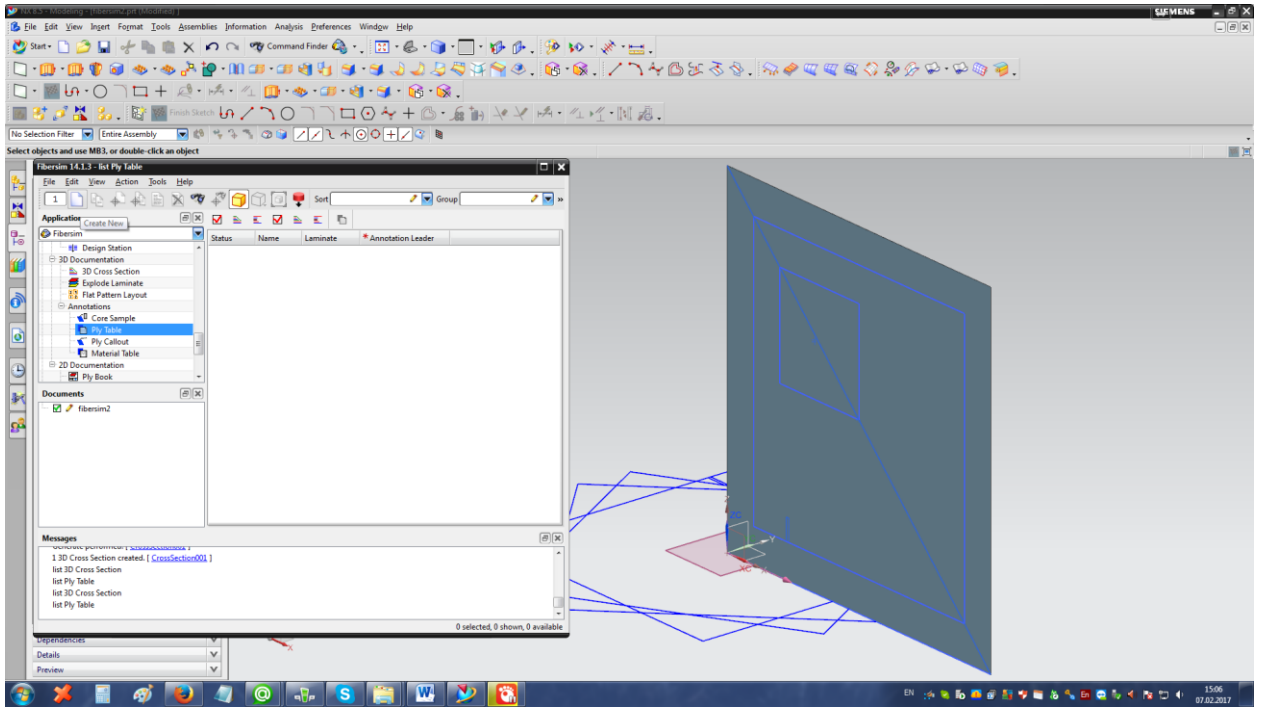 NX 8.5 - Modeling - [fibersim2.prt (Modified) ]
SIEMENS
File Edit View Insert Format Tools Assemblies Information Analysis Preferences Window Help
Start Command Finder
Finish Sketch
No Selection Filter Entire Assembly
Select objects and use MB3, or double-click an object
Fibersim 14.1.3 - list Ply Table
File Edit View Action Tools Help
1 Sort Group »
Application
Create New
Fibersim
Status Name Laminate *Annotation Leader
Design Station
3D Documentation
3D Cross Section
Explode Laminate
Flat Pattern Layout
Annotations
Core Sample
Ply Table
Ply Callout
Material Table
2D Documentation
Ply Book
Documents
fibersim2
Messages
Generate performed. [ CrossSection001 ]
1 3D Cross Section created. [ CrossSection001 ]
list 3D Cross Section
list Ply Table
list 3D Cross Section
list Ply Table
0 selected, 0 shown, 0 available
Dependencies
Details
Preview
X
Z
ZC
Y
XC X
EN 15:06
07.02.2017